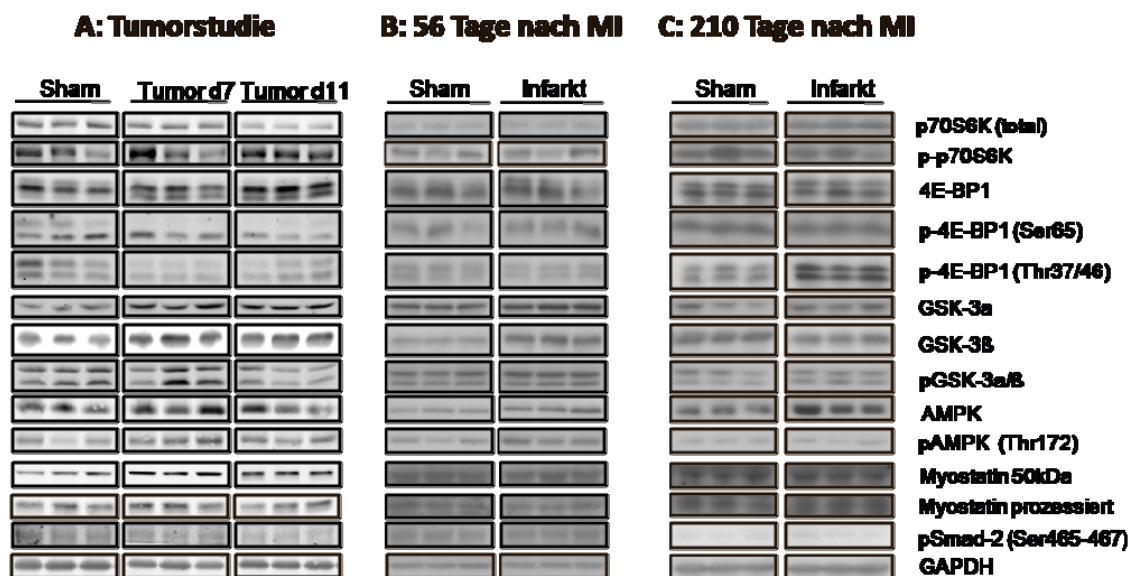 A: Tumorstudie B: 56 Tage nach MI C: 210 Tage nach MI
Sham Tumor d7 Tumor d11 Sham Infarkt Sham Infarkt
p70S6K (total)
p-p70S6K
4E-BP1
p-4E-BP1 (Ser65)
p-4E-BP1 (Thr37/46)
GSK-3a
GSK-3ß
pGSK-3a/ß
AMPK
pAMPK (Thr172)
Myostatin 50kDa
Myostatin prozessiert
pSmad-2 (Ser465-467)
GAPDH